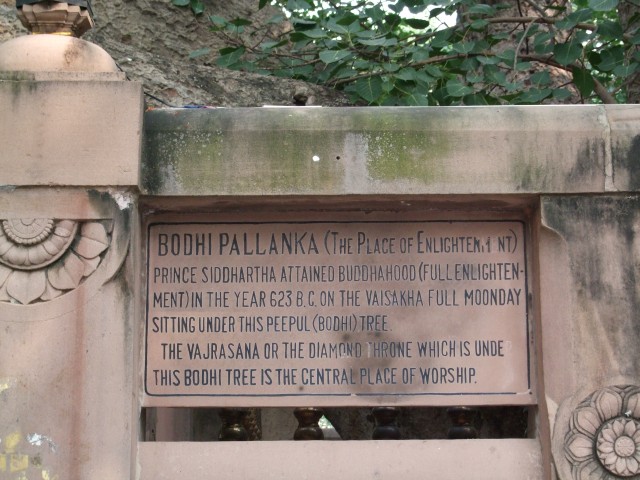 BODHI PALLANKA (THE PLACE OF ENLIGHTENM NT)
PRINCE SIDDHARTHA ATTAINED BUDDHAHOOD (FULL ENLIGHTEN-
MENT) IN THE YEAR 623 B.C. ON THE VAISAKHA FULL MOONDAY
SITTING UNDER THIS PEEPUL (BODHI) TREE.
THE VAJRASANA OR THE DIAMOND THRONE WHICH IS UNDE
THIS BODHI TREE IS THE CENTRAL PLACE OF WORSHIP.